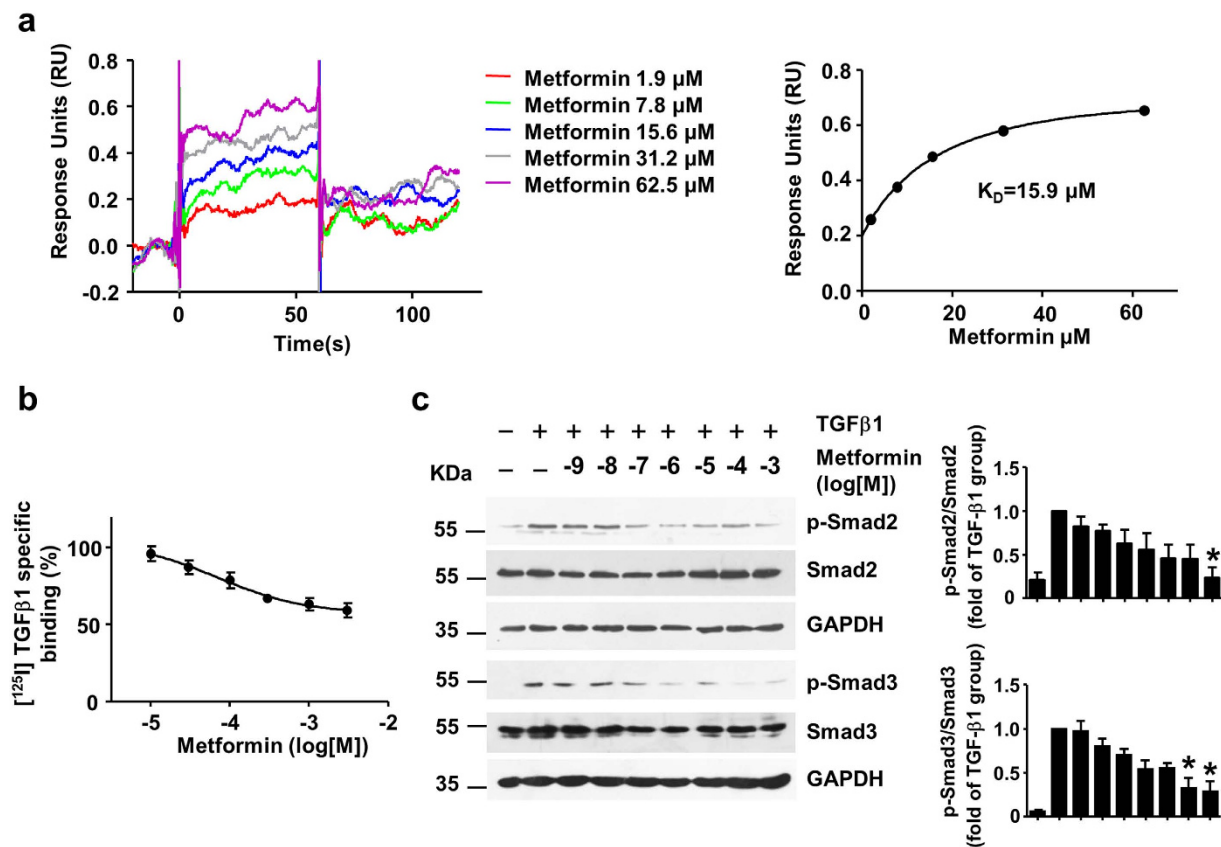 a
Response Units (RU)
0.8
0.6
0.4
0.2
0.0
-0.2
0 50 100
Time(s)
Metformin 1.9 µM
Metformin 7.8 µM
Metformin 15.6 µM
Metformin 31.2 µM
Metformin 62.5 µM
Response Units (RU)
0.8
0.6
0.4
0.2
0.0
K_D=15.9 µM
0 20 40 60
Metformin µM
b
[¹²⁵I] TGFβ1 specific
binding (%)
100
50
0
-5 -4 -3 -2
Metformin (log[M])
c
− + + + + + + + + TGFβ1
KDa − − -9 -8 -7 -6 -5 -4 -3 Metformin
(log[M])
55 p-Smad2
55 Smad2
35 GAPDH
55 p-Smad3
55 Smad3
35 GAPDH
p-Smad2/Smad2
(fold of TGF-β1 group)
1.5
1.0
0.5
0
*
p-Smad3/Smad3
(fold of TGF-β1 group)
1.5
1.0
0.5
0
* *